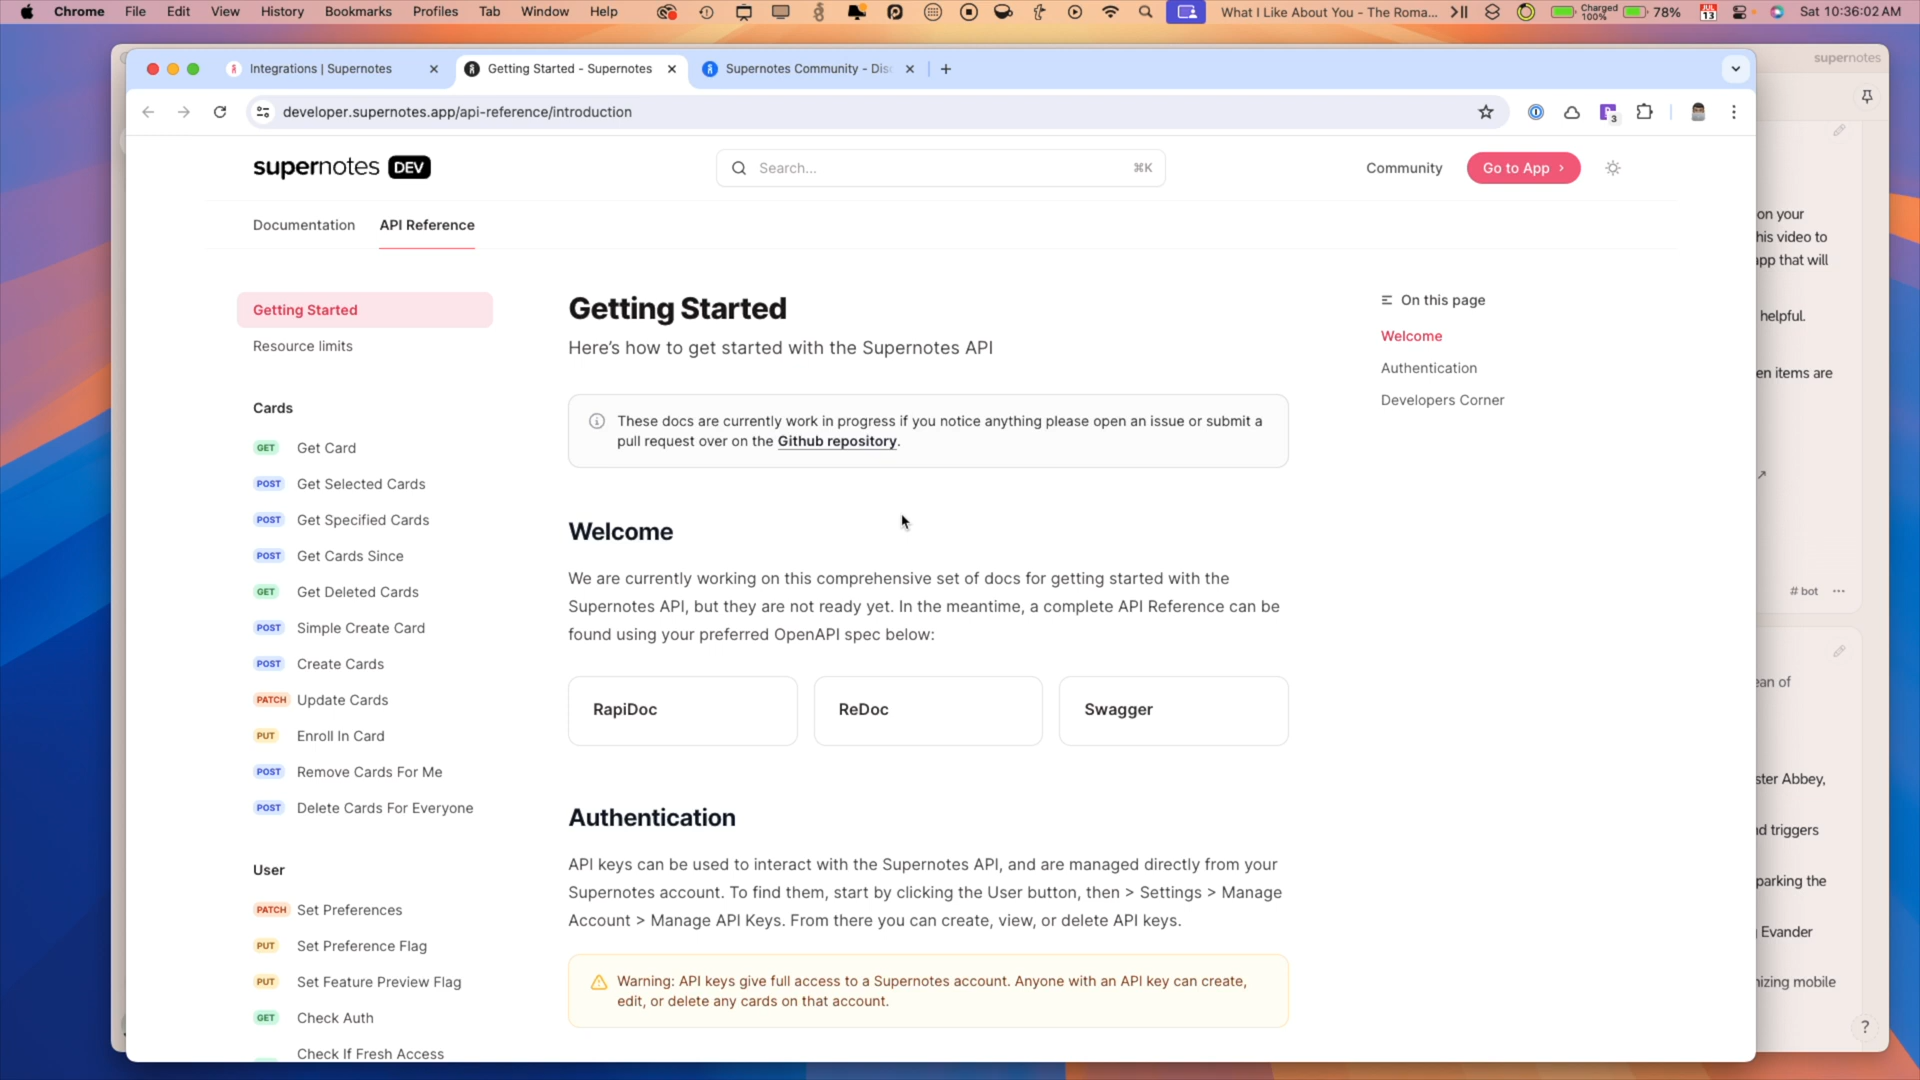 Chrome File Edit View History Bookmarks Profiles Tab Window Help What I Like About You - The Roma... Charged 100% 78% JUL 13 Sat 10:36:02 AM
supernotes
Integrations | Supernotes
Getting Started - Supernotes
Supernotes Community - Disc
developer.supernotes.app/api-reference/introduction
3
supernotes DEV
Search...
⌘K
Community
Go to App
Documentation
API Reference
Getting Started
Resource limits
Cards
GET Get Card
POST Get Selected Cards
POST Get Specified Cards
POST Get Cards Since
GET Get Deleted Cards
POST Simple Create Card
POST Create Cards
PATCH Update Cards
PUT Enroll In Card
POST Remove Cards For Me
POST Delete Cards For Everyone
User
PATCH Set Preferences
PUT Set Preference Flag
PUT Set Feature Preview Flag
GET Check Auth
Check If Fresh Access
Getting Started
Here's how to get started with the Supernotes API
These docs are currently work in progress if you notice anything please open an issue or submit a
pull request over on the Github repository.
Welcome
We are currently working on this comprehensive set of docs for getting started with the
Supernotes API, but they are not ready yet. In the meantime, a complete API Reference can be
found using your preferred OpenAPI spec below:
RapiDoc
ReDoc
Swagger
Authentication
API keys can be used to interact with the Supernotes API, and are managed directly from your
Supernotes account. To find them, start by clicking the User button, then > Settings > Manage
Account > Manage API Keys. From there you can create, view, or delete API keys.
Warning: API keys give full access to a Supernotes account. Anyone with an API key can create,
edit, or delete any cards on that account.
On this page
Welcome
Authentication
Developers Corner
on your
his video to
app that will
helpful.
en items are
# bot
ean of
ster Abbey,
nd triggers
parking the
Evander
nizing mobile
?